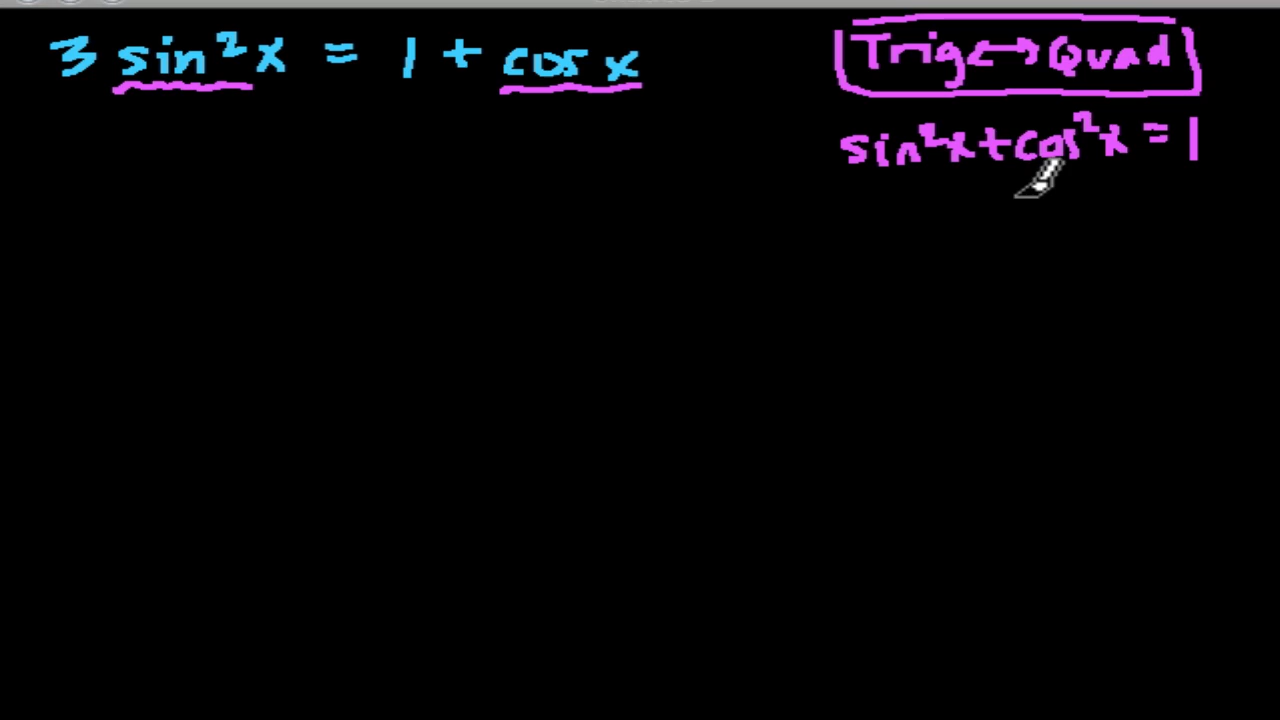 3 sin²x = 1 + cos x
Trig↔Quad
sin²x+cos²x = 1